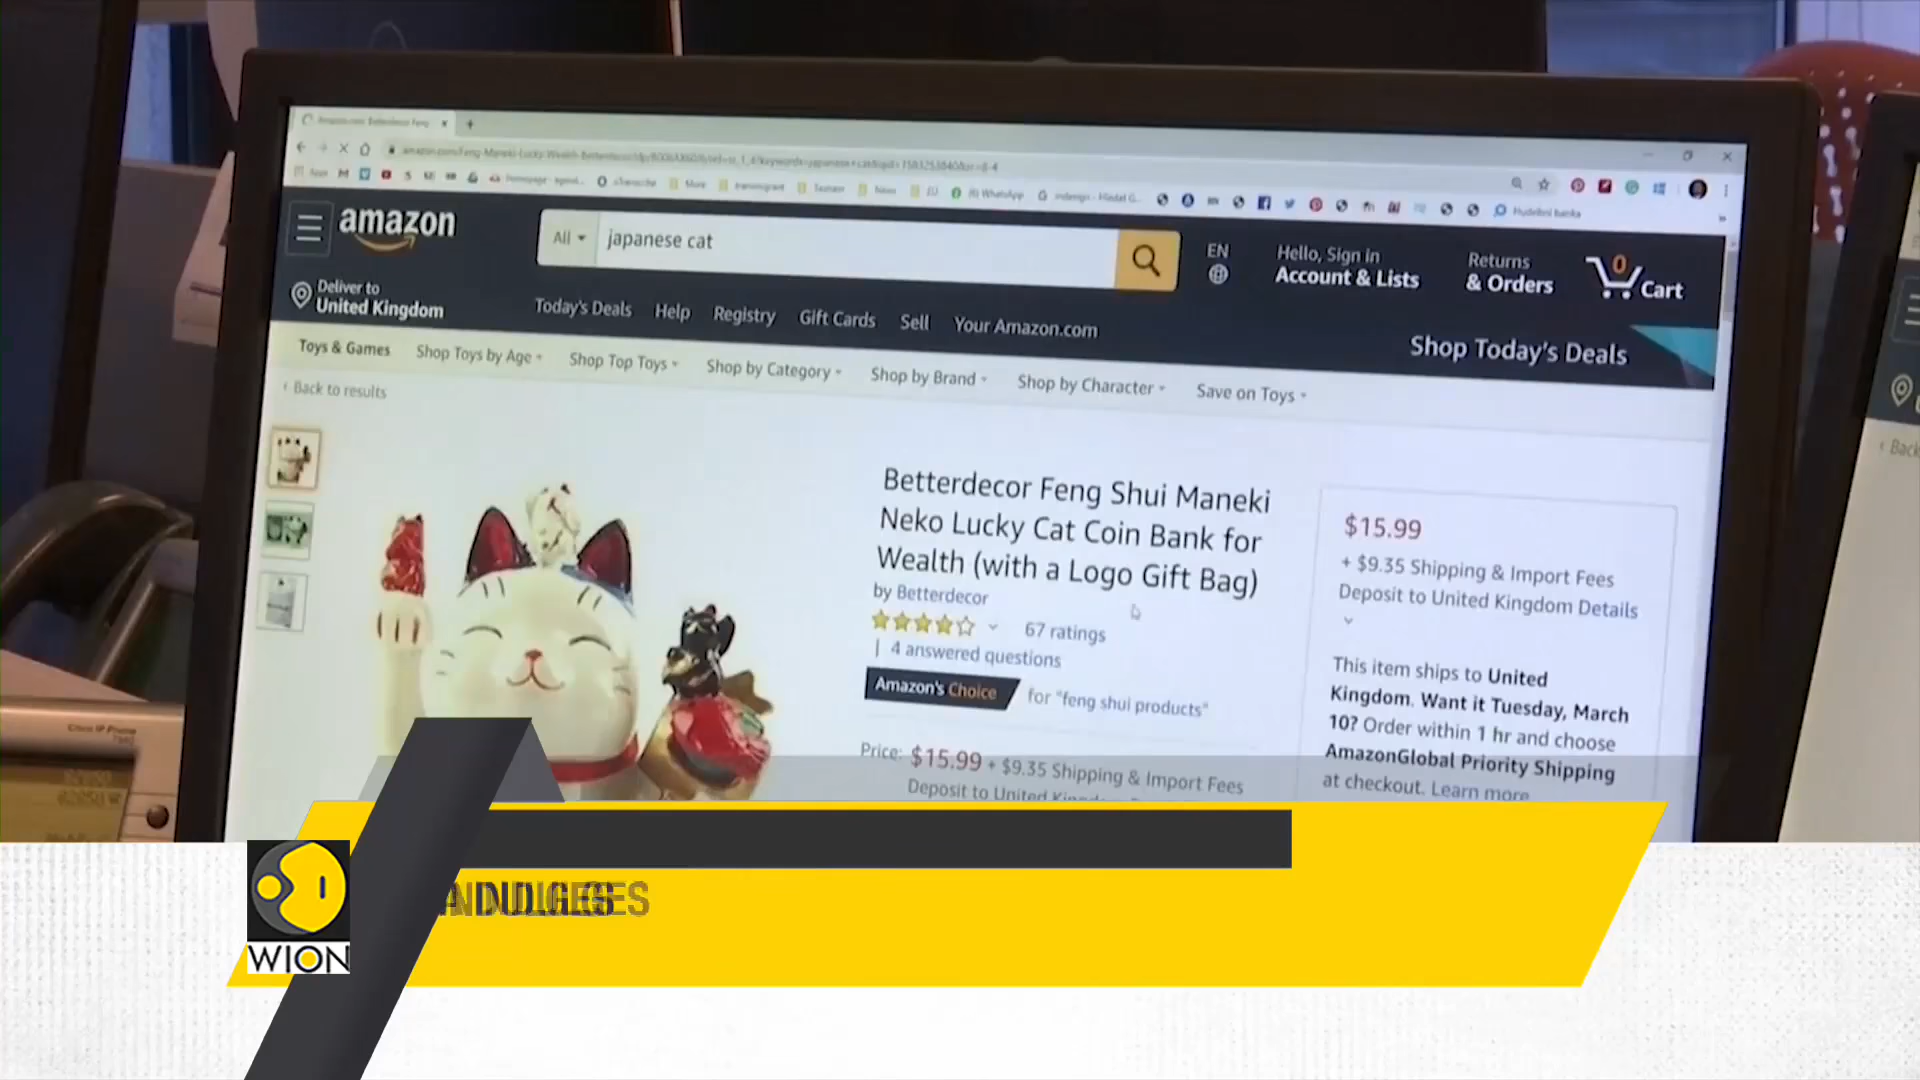 amazon
All
japanese cat
EN
Hello, Sign in
Account & Lists
Returns
& Orders
0
Cart
Deliver to
United Kingdom
Today's Deals Help Registry Gift Cards Sell Your Amazon.com
Shop Today's Deals
Toys & Games Shop Toys by Age Shop Top Toys Shop by Category Shop by Brand Shop by Character Save on Toys
‹ Back to results
Betterdecor Feng Shui Maneki
Neko Lucky Cat Coin Bank for
Wealth (with a Logo Gift Bag)
by Betterdecor
67 ratings
| 4 answered questions
Amazon's Choice for "feng shui products"
Price: $15.99 + $9.35 Shipping & Import Fees
Deposit to United
$15.99
+ $9.35 Shipping & Import Fees
Deposit to United Kingdom Details
This item ships to United
Kingdom. Want it Tuesday, March
10? Order within 1 hr and choose
AmazonGlobal Priority Shipping
at checkout. Learn more
‹ Back
WION